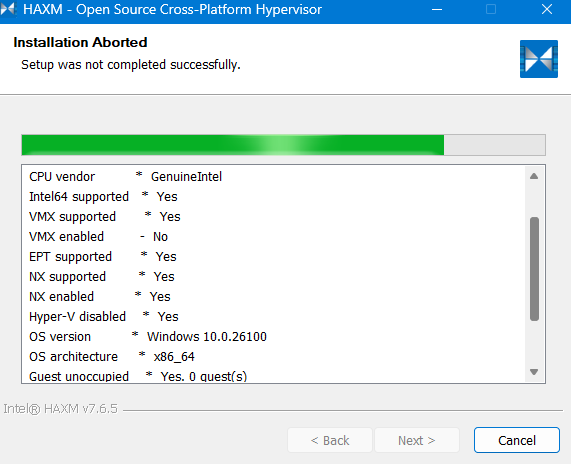 HAXM - Open Source Cross-Platform Hypervisor
Installation Aborted
Setup was not completed successfully.
CPU vendor * GenuineIntel
Intel64 supported * Yes
VMX supported * Yes
VMX enabled - No
EPT supported * Yes
NX supported * Yes
NX enabled * Yes
Hyper-V disabled * Yes
OS version * Windows 10.0.26100
OS architecture * x86_64
Guest unoccupied * Yes. 0 guest(s)
Intel® HAXM v7.6.5
< Back Next > Cancel